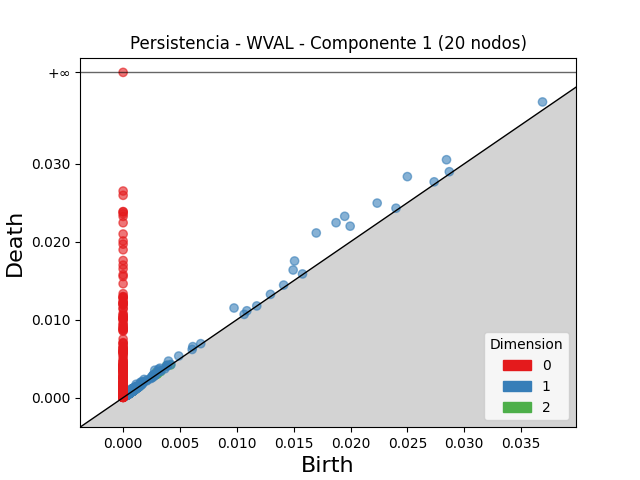 Persistencia - WVAL - Componente 1 (20 nodos)
+∞
0.030
0.020
0.010
0.000
Death
0.000 0.005 0.010 0.015 0.020 0.025 0.030 0.035
Birth
Dimension
0
1
2